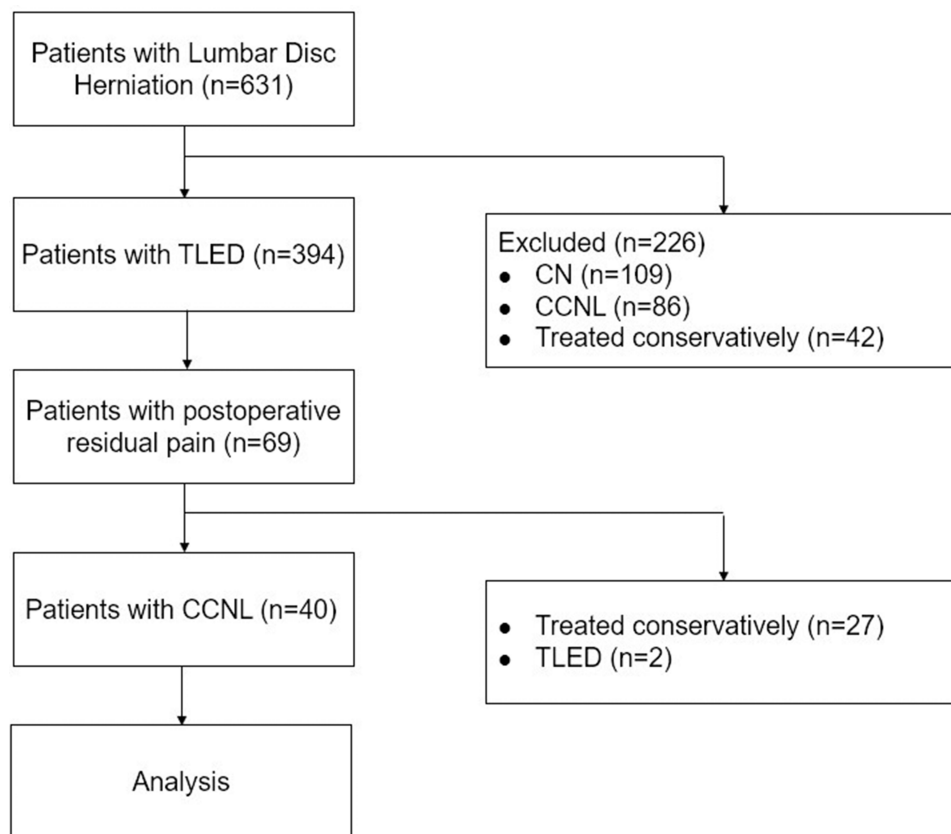 Patients with Lumbar Disc
Herniation (n=631)
Patients with TLED (n=394)
Excluded (n=226)
● CN (n=109)
● CCNL (n=86)
● Treated conservatively (n=42)
Patients with postoperative
residual pain (n=69)
Patients with CCNL (n=40)
● Treated conservatively (n=27)
● TLED (n=2)
Analysis